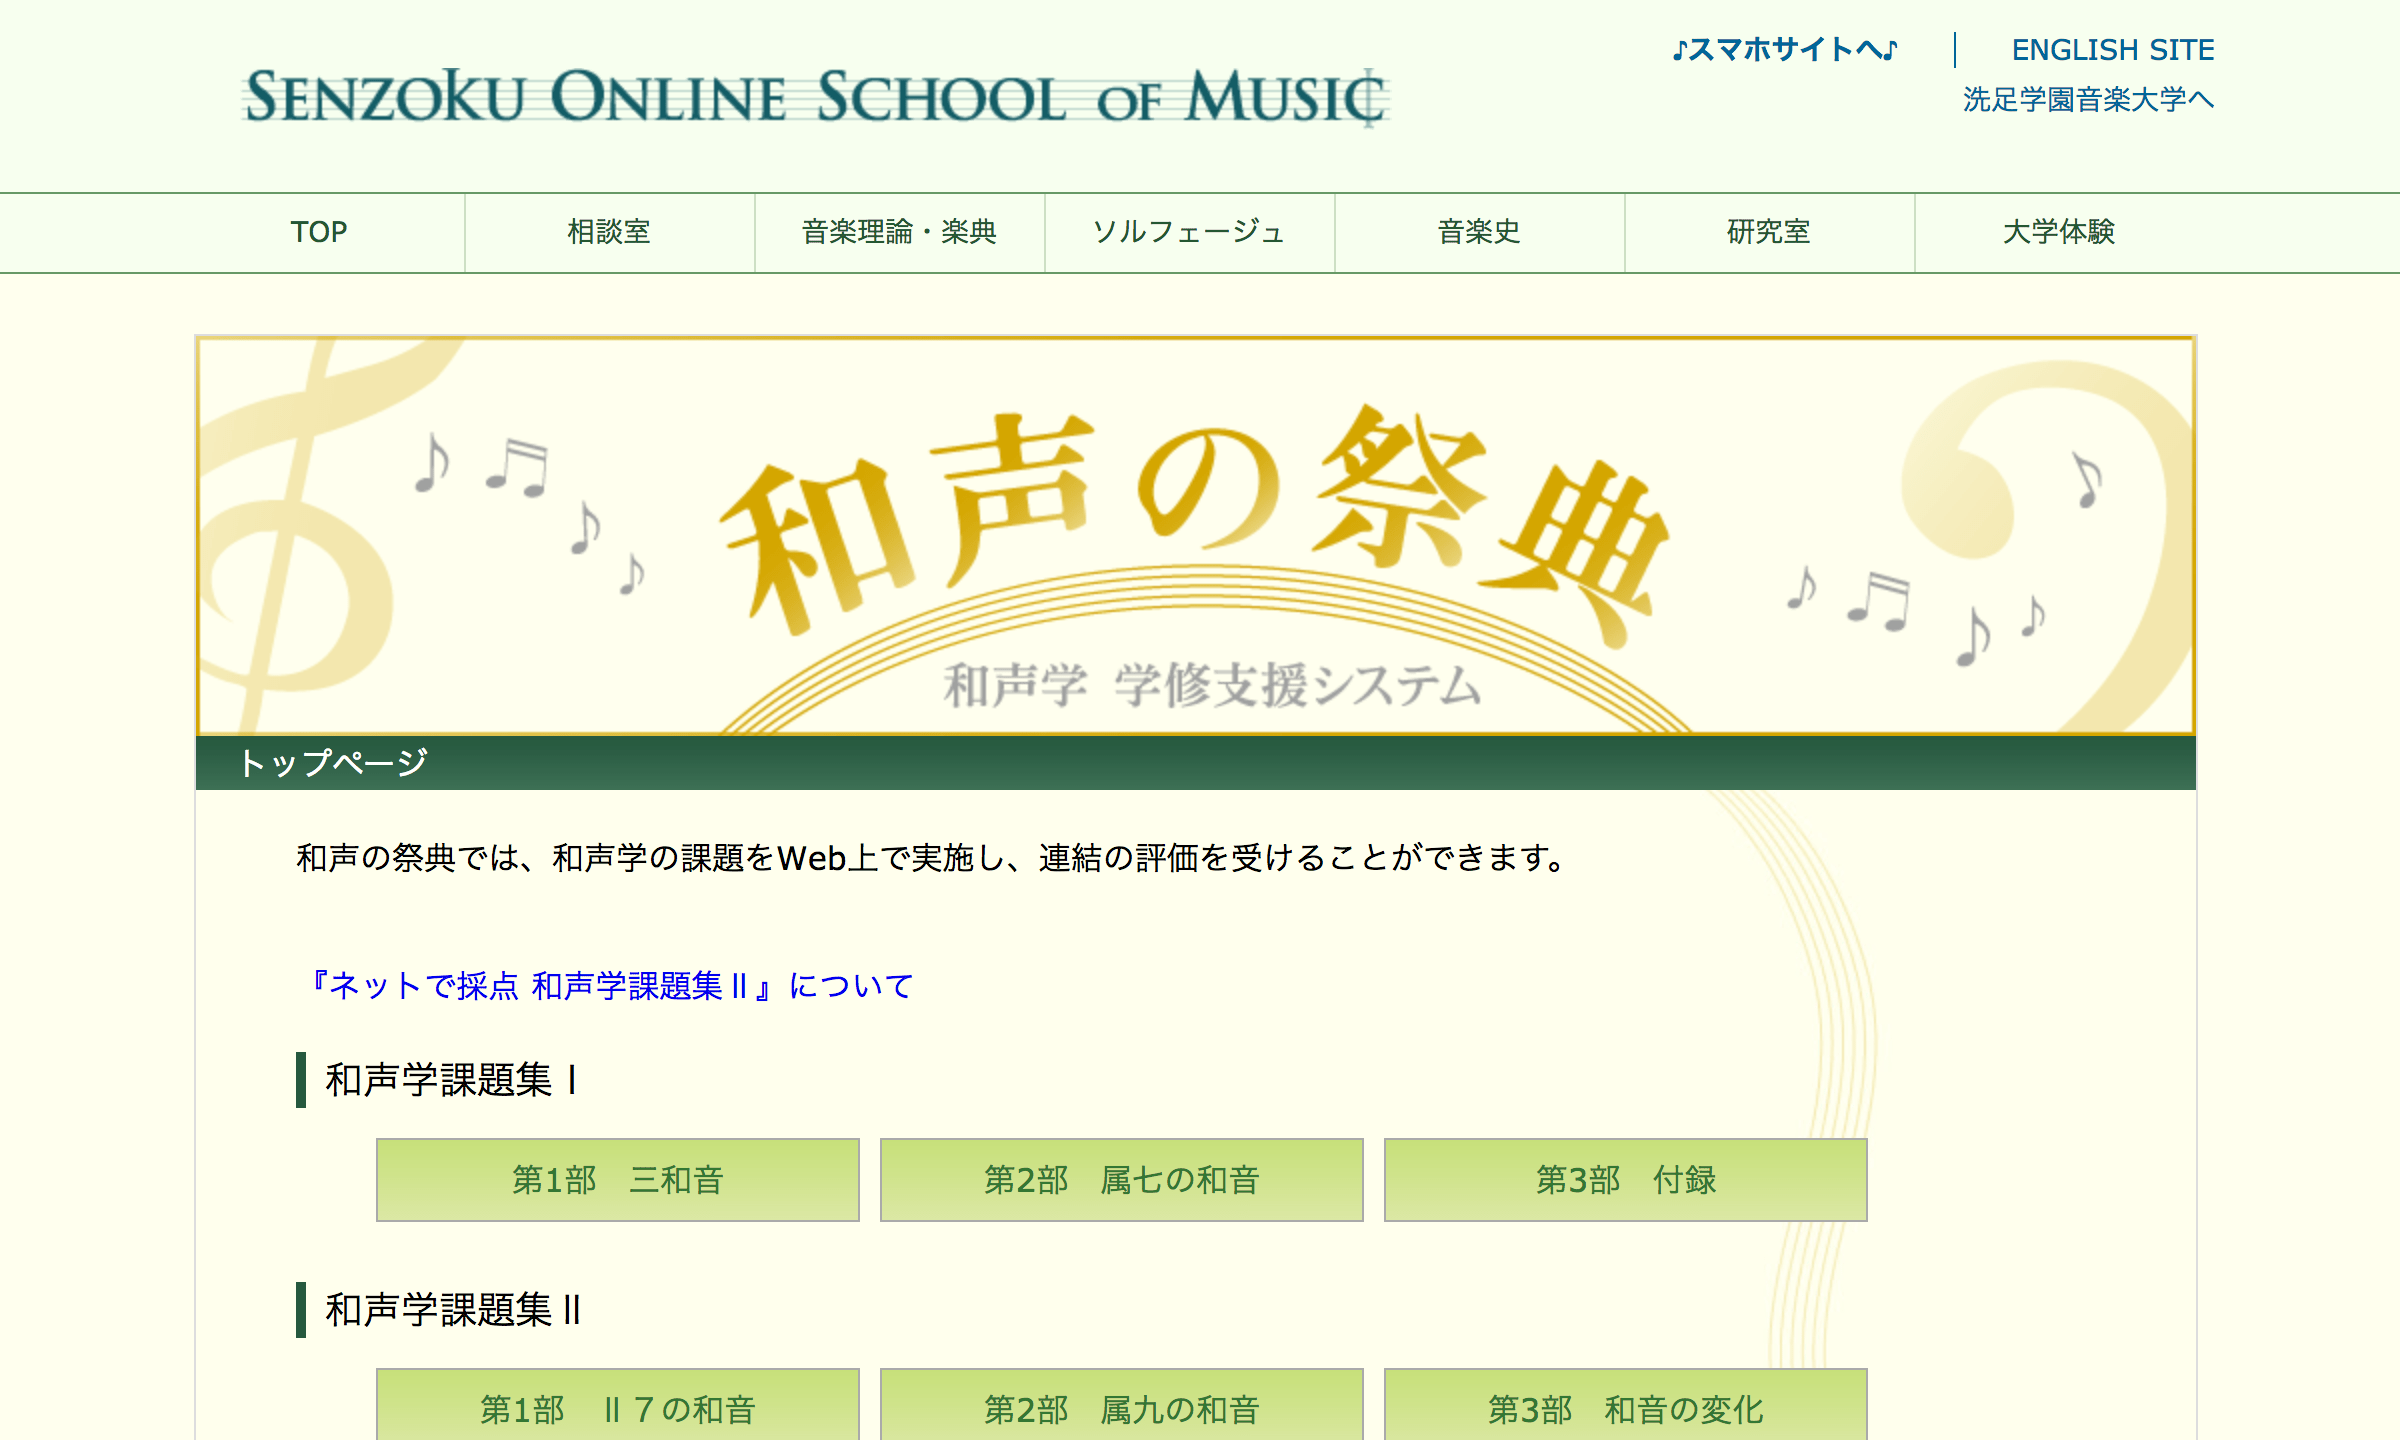 SENZOKU ONLINE SCHOOL OF MUSIC
♪スマホサイトへ♪
ENGLISH SITE
洗足学園音楽大学へ
TOP
相談室
音楽理論・楽典
ソルフェージュ
音楽史
研究室
大学体験
和声の祭典
和声学 学修支援システム
トップページ
和声の祭典では、和声学の課題をWeb上で実施し、連結の評価を受けることができます。
『ネットで採点 和声学課題集Ⅱ』について
和声学課題集Ⅰ
第1部　三和音
第2部　属七の和音
第3部　付録
和声学課題集Ⅱ
第1部　Ⅱ７の和音
第2部　属九の和音
第3部　和音の変化